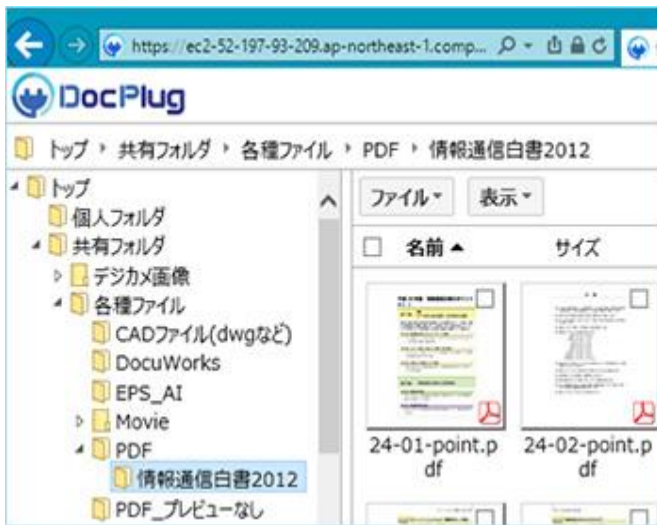 https://ec2-52-197-93-209.ap-northeast-1.comp...
DocPlug
トップ ▸ 共有フォルダ ▸ 各種ファイル ▸ PDF ▸ 情報通信白書2012
トップ
個人フォルダ
共有フォルダ
デジカメ画像
各種ファイル
CADファイル(dwgなど)
DocuWorks
EPS_AI
Movie
PDF
情報通信白書2012
PDF_プレビューなし
ファイル 表示
名前 サイズ
24-01-point.pdf
24-02-point.pdf